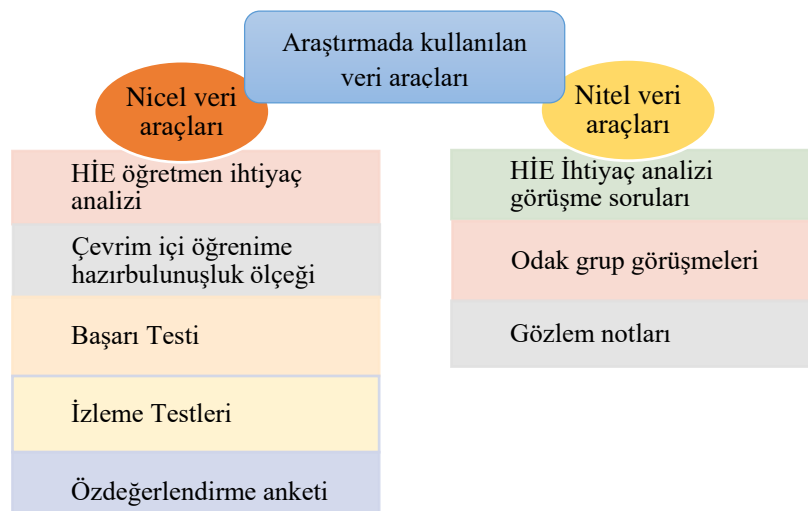 Araştırmada kullanılan
veri araçları
Nicel veri
araçları
HİE öğretmen ihtiyaç
analizi
Çevrim içi öğrenime
hazırbulunuşluk ölçeği
Başarı Testi
İzleme Testleri
Özdeğerlendirme anketi
Nitel veri
araçları
HİE İhtiyaç analizi
görüşme soruları
Odak grup görüşmeleri
Gözlem notları